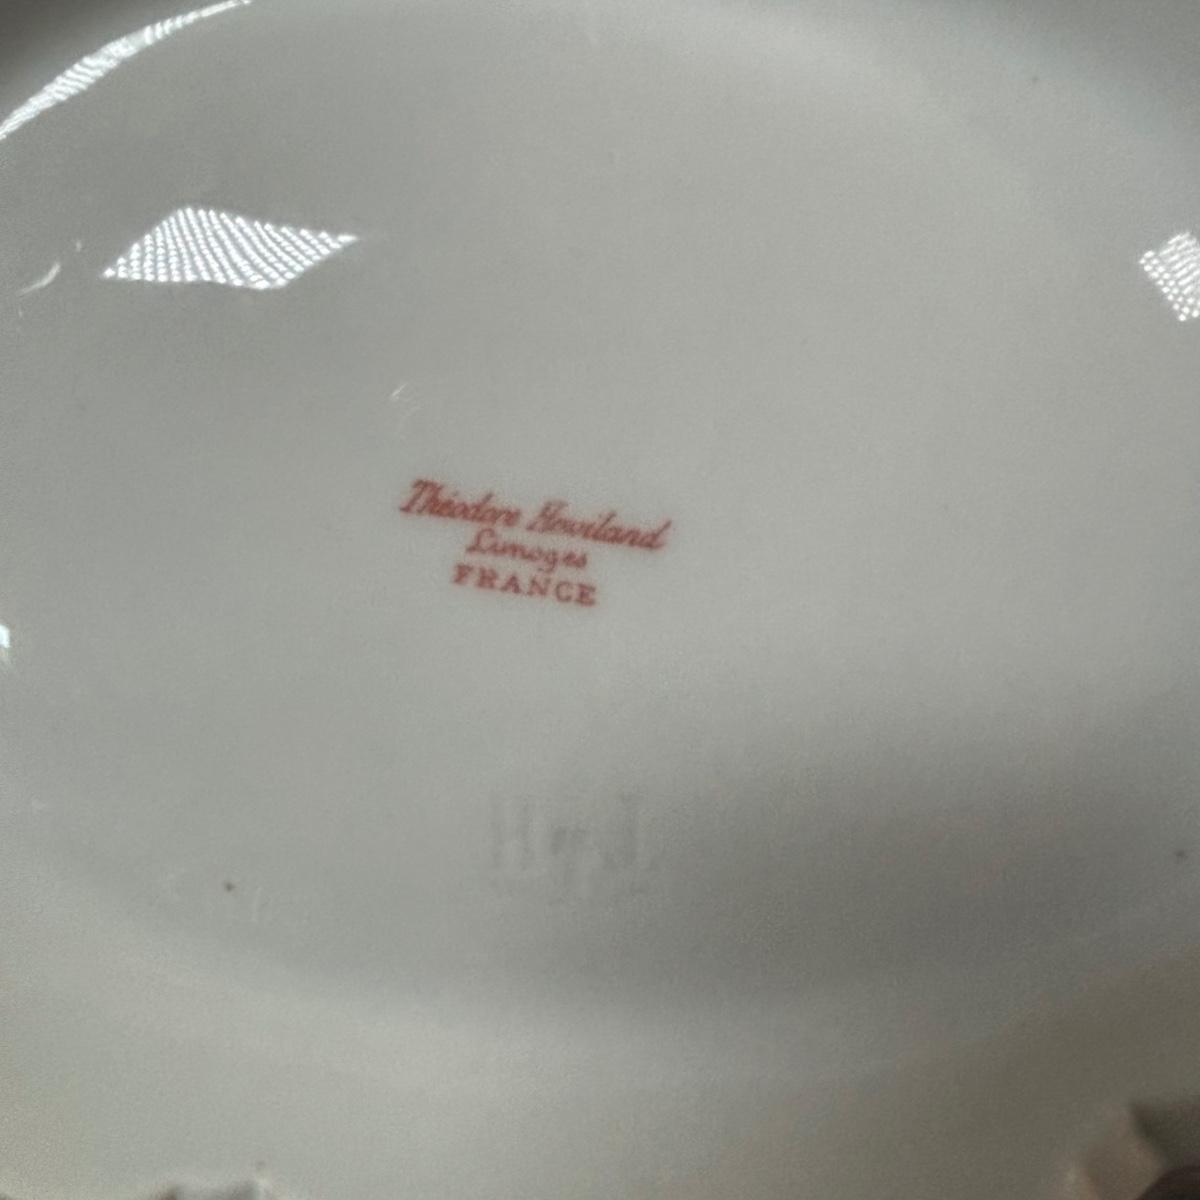 Théodore Haviland
Limoges
FRANCE